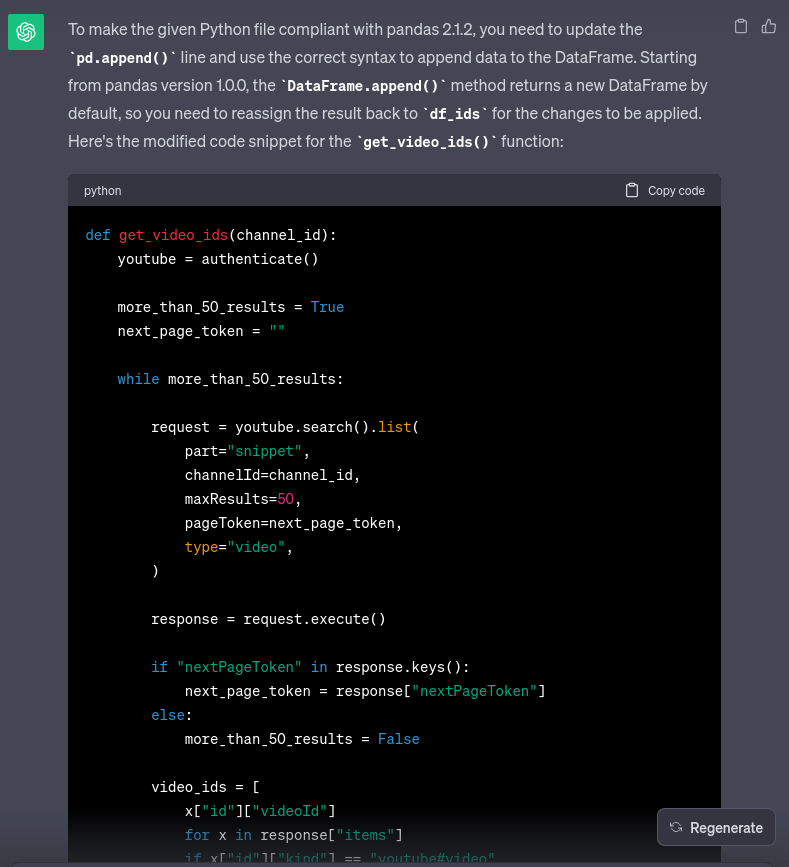 To make the given Python file compliant with pandas 2.1.2, you need to update the
`pd.append()` line and use the correct syntax to append data to the DataFrame. Starting
from pandas version 1.0.0, the `DataFrame.append()` method returns a new DataFrame by
default, so you need to reassign the result back to `df_ids` for the changes to be applied.
Here's the modified code snippet for the `get_video_ids()` function:
python
Copy code
def get_video_ids(channel_id):
    youtube = authenticate()
    more_than_50_results = True
    next_page_token = ""
    while more_than_50_results:
        request = youtube.search().list(
            part="snippet",
            channelId=channel_id,
            maxResults=50,
            pageToken=next_page_token,
            type="video",
        )
        response = request.execute()
        if "nextPageToken" in response.keys():
            next_page_token = response["nextPageToken"]
        else:
            more_than_50_results = False
        video_ids = [
            x["id"]["videoId"]
            for x in response["items"]
            if x["id"]["kind"] == "youtube#video"
Regenerate